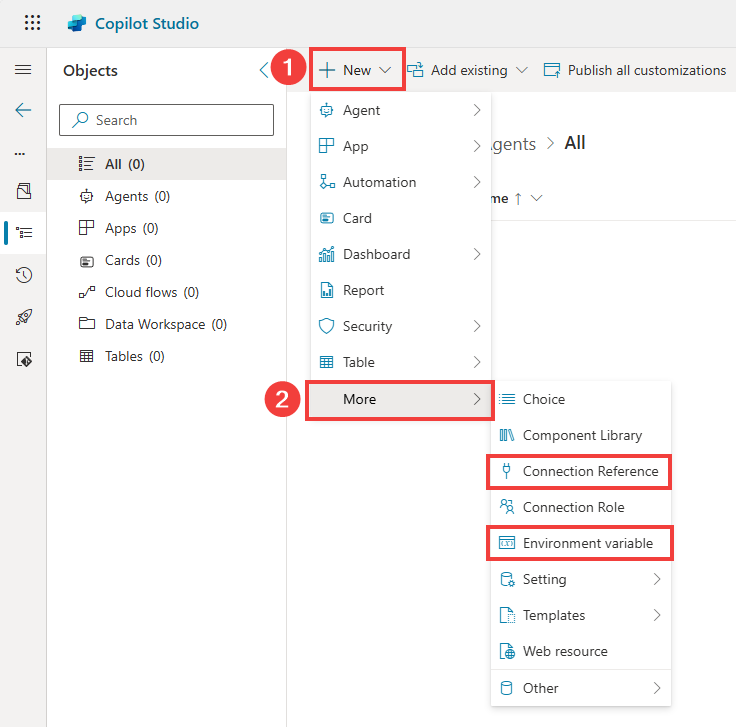 Copilot Studio
Objects
1
New
Add existing
Publish all customizations
Search
All (0)
Agents (0)
Apps (0)
Cards (0)
Cloud flows (0)
Data Workspace (0)
Tables (0)
gents > All
me ↑
Agent
App
Automation
Card
Dashboard
Report
Security
Table
2
More
Choice
Component Library
Connection Reference
Connection Role
Environment variable
Setting
Templates
Web resource
Other